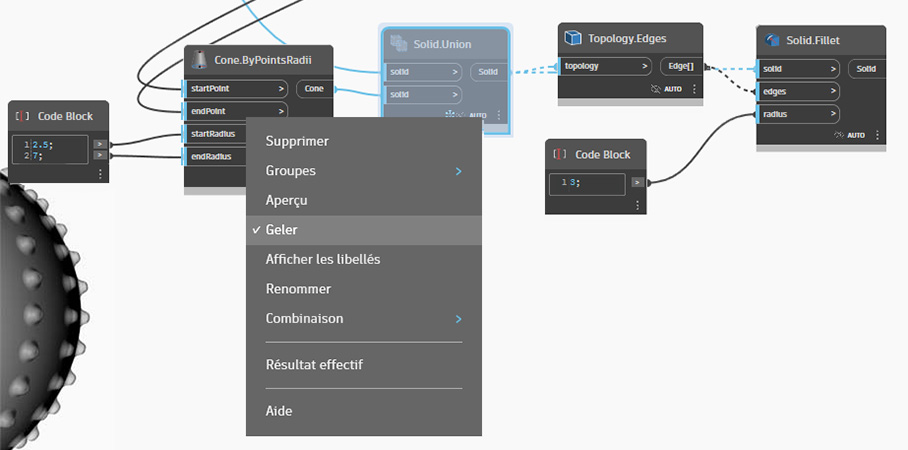 Code Block
1 2.5;
2 7;
>
>
Cone.ByPointsRadii
startPoint >
Cone
endPoint >
startRadius
endRadius
Solid.Union
solid >
Solid
solid >
AUTO
Topology.Edges
topology >
Edge[]
AUTO
Solid.Fillet
solid >
Solid
edges >
radius >
AUTO
Code Block
1 3;
>
Supprimer
Groupes >
Aperçu
✓ Geler
Afficher les libellés
Renommer
Combinaison >
Résultat effectif
Aide